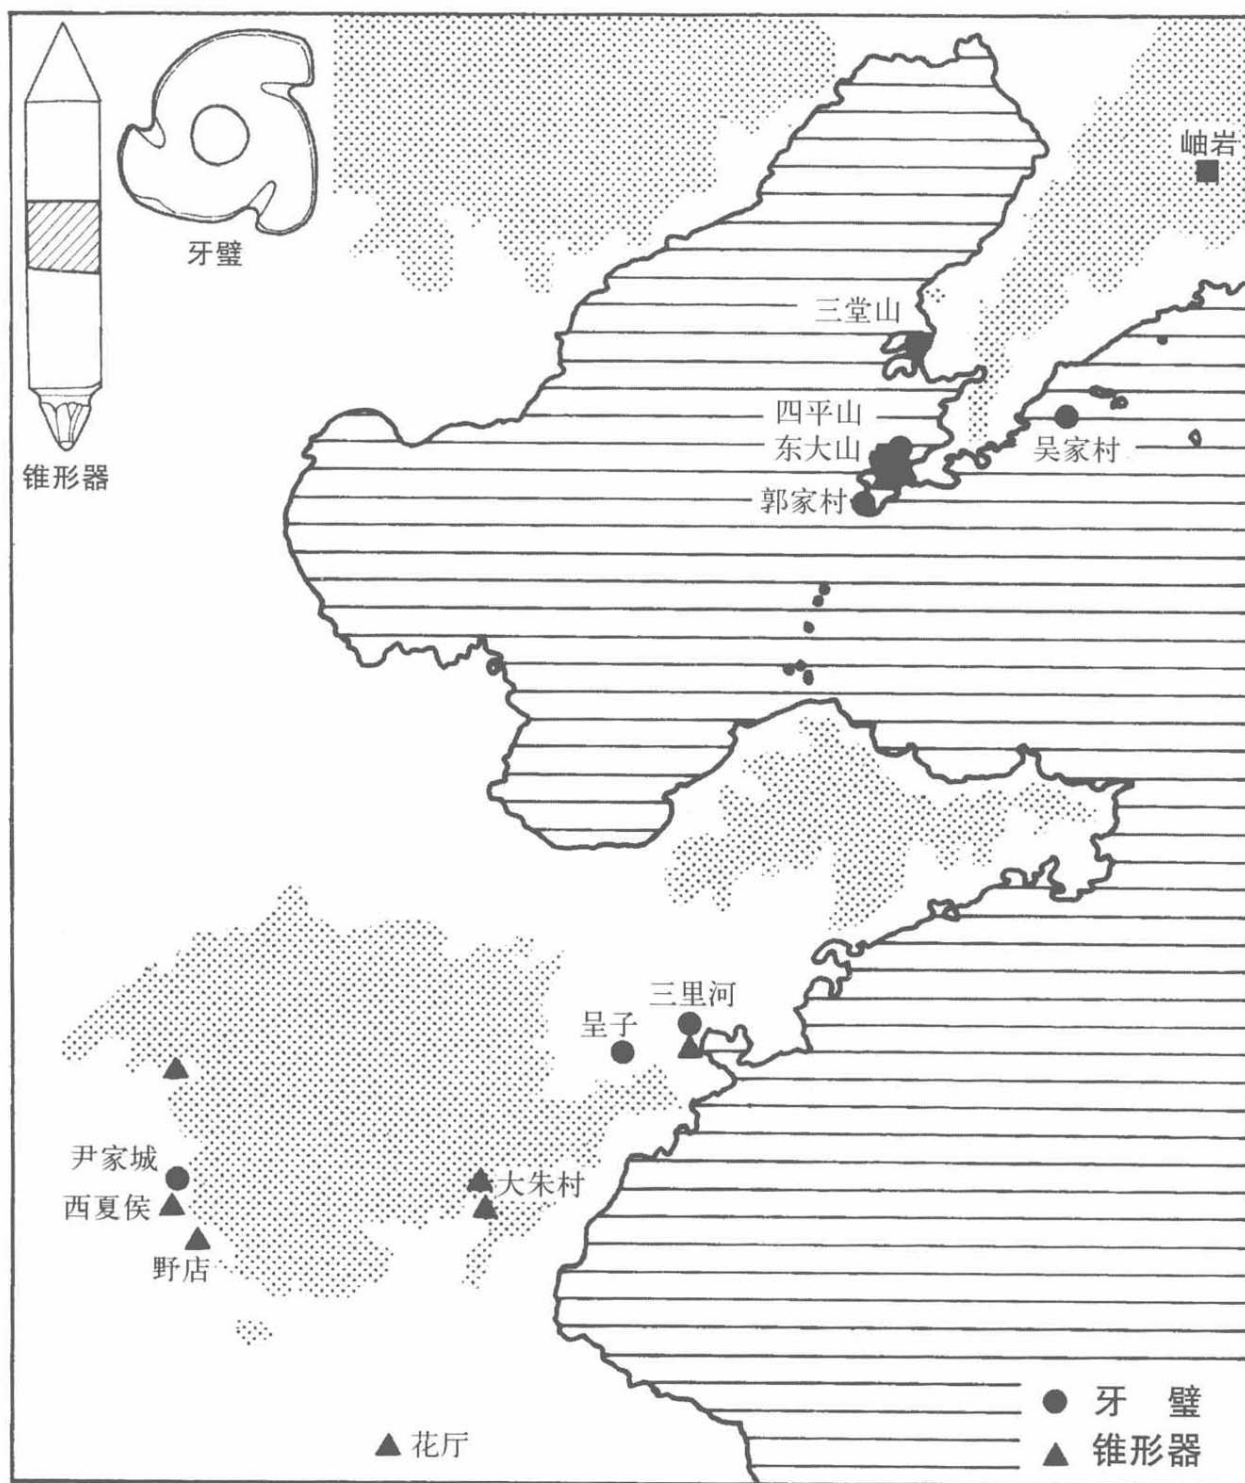 岫岩
牙璧
三堂山
四平山
东大山
吴家村
锥形器
郭家村
三里河
呈子
尹家城
大朱村
西夏侯
野店
牙 璧
花厅
锥形器